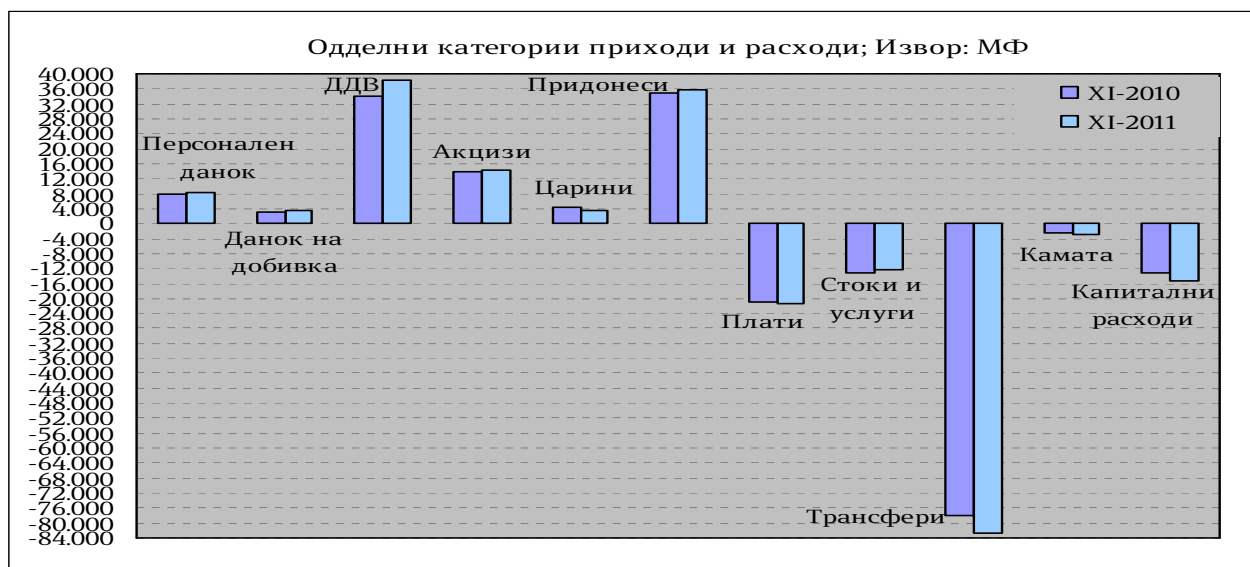 Одделни категории приходи и расходи; Извор: МФ
40.000
36.000
32.000
28.000
24.000
20.000
16.000
12.000
8.000
4.000
0
-4.000
-8.000
-12.000
-16.000
-20.000
-24.000
-28.000
-32.000
-36.000
-40.000
-44.000
-48.000
-52.000
-56.000
-60.000
-64.000
-68.000
-72.000
-76.000
-80.000
-84.000
Персонален
данок
Данок на
добивка
ДДВ
Акцизи
Царини
Придонеси
Плати
Стоки и
услуги
Трансфери
Камата
Капитални
расходи
XI-2010
XI-2011